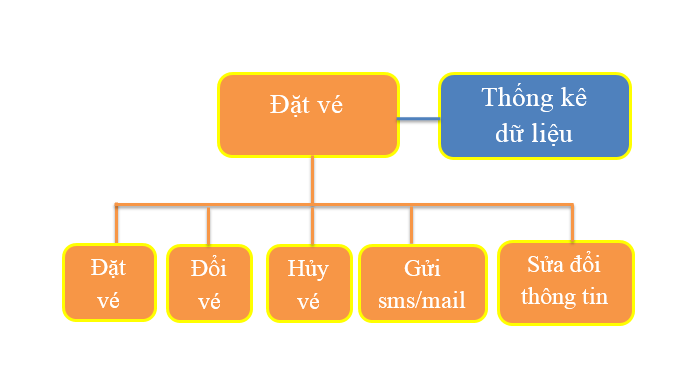 Đặt vé
Thống kê
dữ liệu
Đặt
vé
Đổi
vé
Hủy
vé
Gửi
sms/mail
Sửa đổi
thông tin